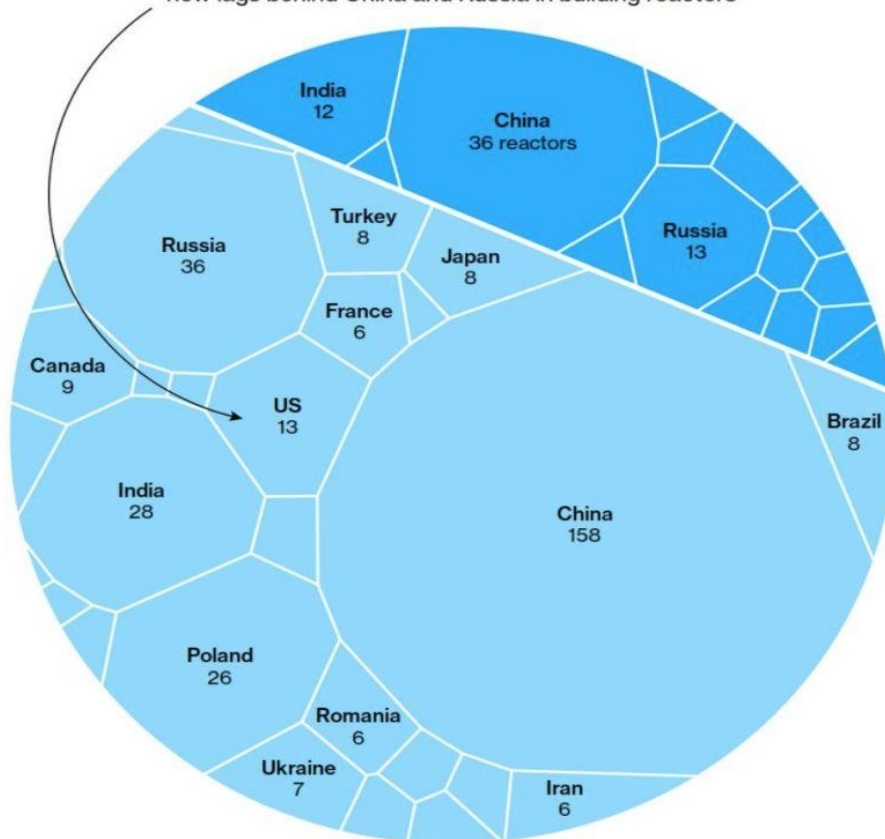 now lags behind China and Russia in building reactors
India
12
China
36 reactors
Russia
13
Russia
36
Turkey
8
Japan
8
France
6
Canada
9
US
13
Brazil
8
India
28
China
158
Poland
26
Romania
6
Ukraine
7
Iran
6